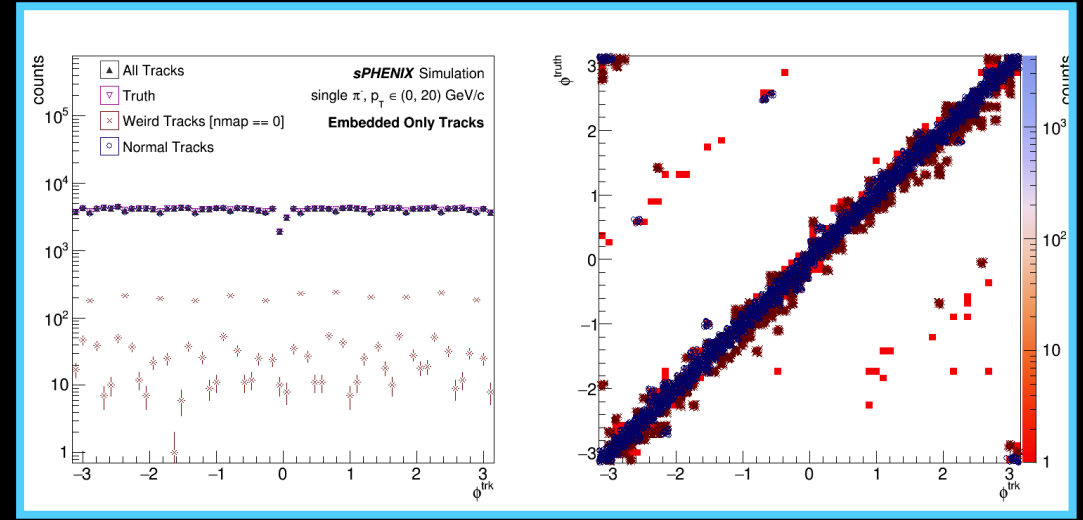 counts
All Tracks
Truth
Weird Tracks [nmap == 0]
Normal Tracks
sPHENIX Simulation
single π⁻, p_T ∈ (0, 20) GeV/c
Embedded Only Tracks
10⁵
10⁴
10³
10²
10
1
−3 −2 −1 0 1 2 3
ϕ^trk
ϕ^truth
3
2
1
0
−1
−2
−3
−3 −2 −1 0 1 2 3
ϕ^trk
counts
10³
10²
10
1